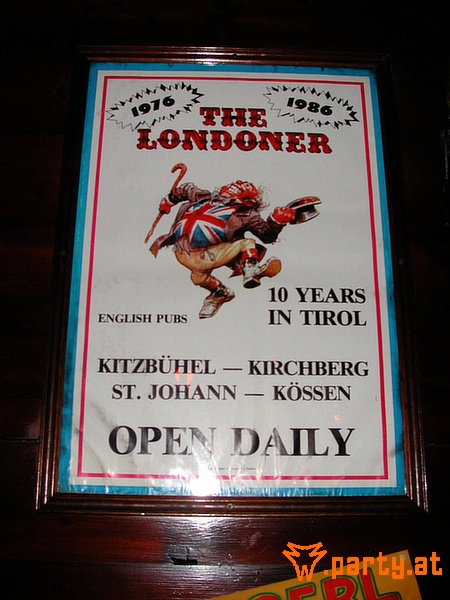 1976 1986
THE
LONDONER
10 YEARS
ENGLISH PUBS IN TIROL
KITZBÜHEL — KIRCHBERG
ST. JOHANN — KÖSSEN
OPEN DAILY
w.party.at